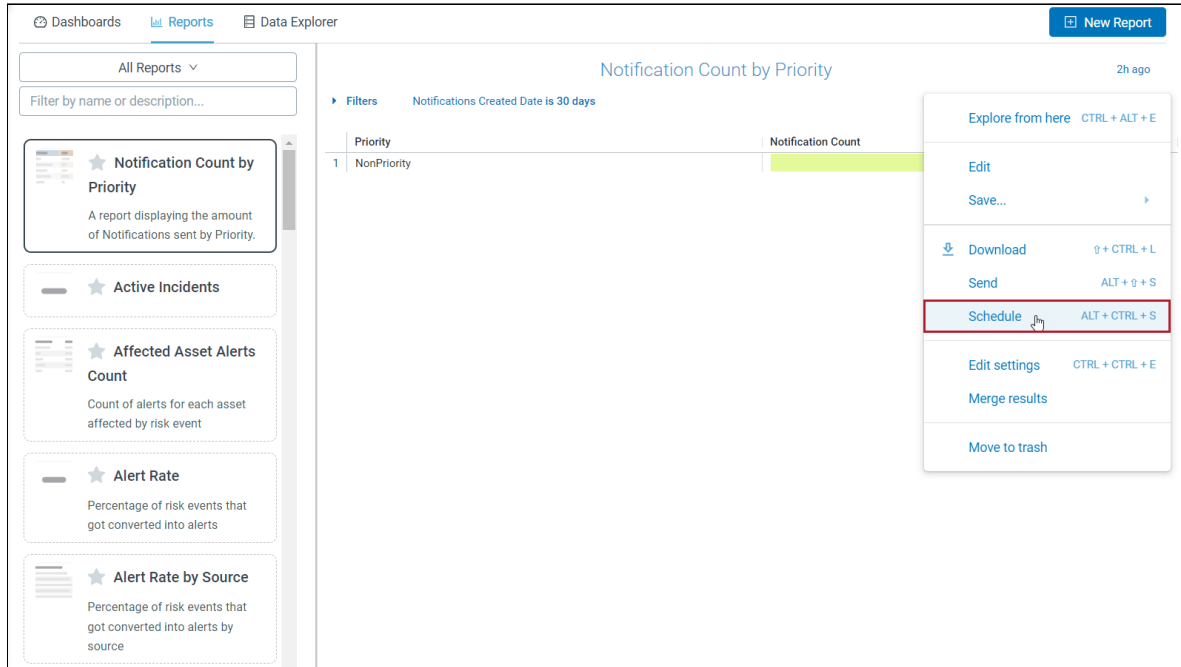 Dashboards Reports Data Explorer New Report
All Reports
Filter by name or description...
Notification Count by
Priority
A report displaying the amount
of Notifications sent by Priority.
Active Incidents
Affected Asset Alerts
Count
Count of alerts for each asset
affected by risk event
Alert Rate
Percentage of risk events that
got converted into alerts
Alert Rate by Source
Percentage of risk events that
got converted into alerts by
source
Notification Count by Priority
2h ago
Filters Notifications Created Date is 30 days
Priority Notification Count
1 NonPriority
Explore from here CTRL + ALT + E
Edit
Save...
Download ⇧ + CTRL + L
Send ALT + ⇧ + S
Schedule ALT + CTRL + S
Edit settings CTRL + CTRL + E
Merge results
Move to trash